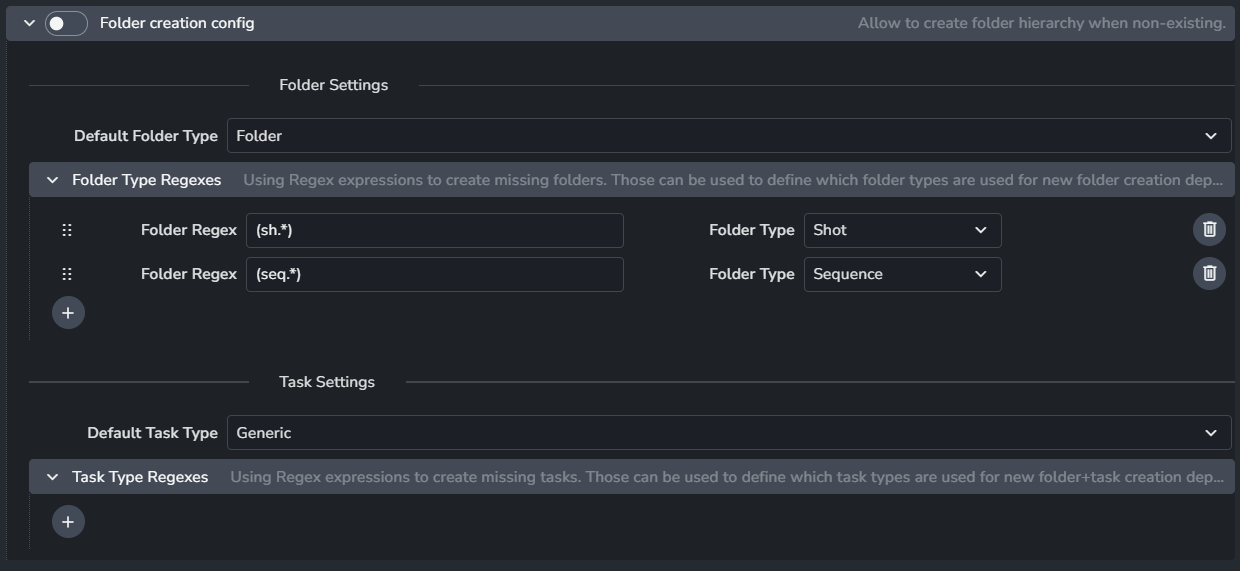 Folder creation config Allow to create folder hierarchy when non-existing.
Folder Settings
Default Folder Type Folder
Folder Type Regexes Using Regex expressions to create missing folders. Those can be used to define which folder types are used for new folder creation dep...
Folder Regex (sh.*) Folder Type Shot
Folder Regex (seq.*) Folder Type Sequence
Task Settings
Default Task Type Generic
Task Type Regexes Using Regex expressions to create missing tasks. Those can be used to define which task types are used for new folder+task creation dep...